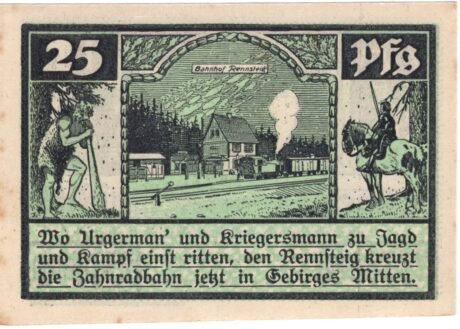 25 Pfg
Bahnhof Rennsteig
Wo Urgerman' und Kriegersmann zu Jagd
und Kampf einst ritten, den Rennsteig kreuzt
die Zahnradbahn jetzt in Gebirges Mitten.